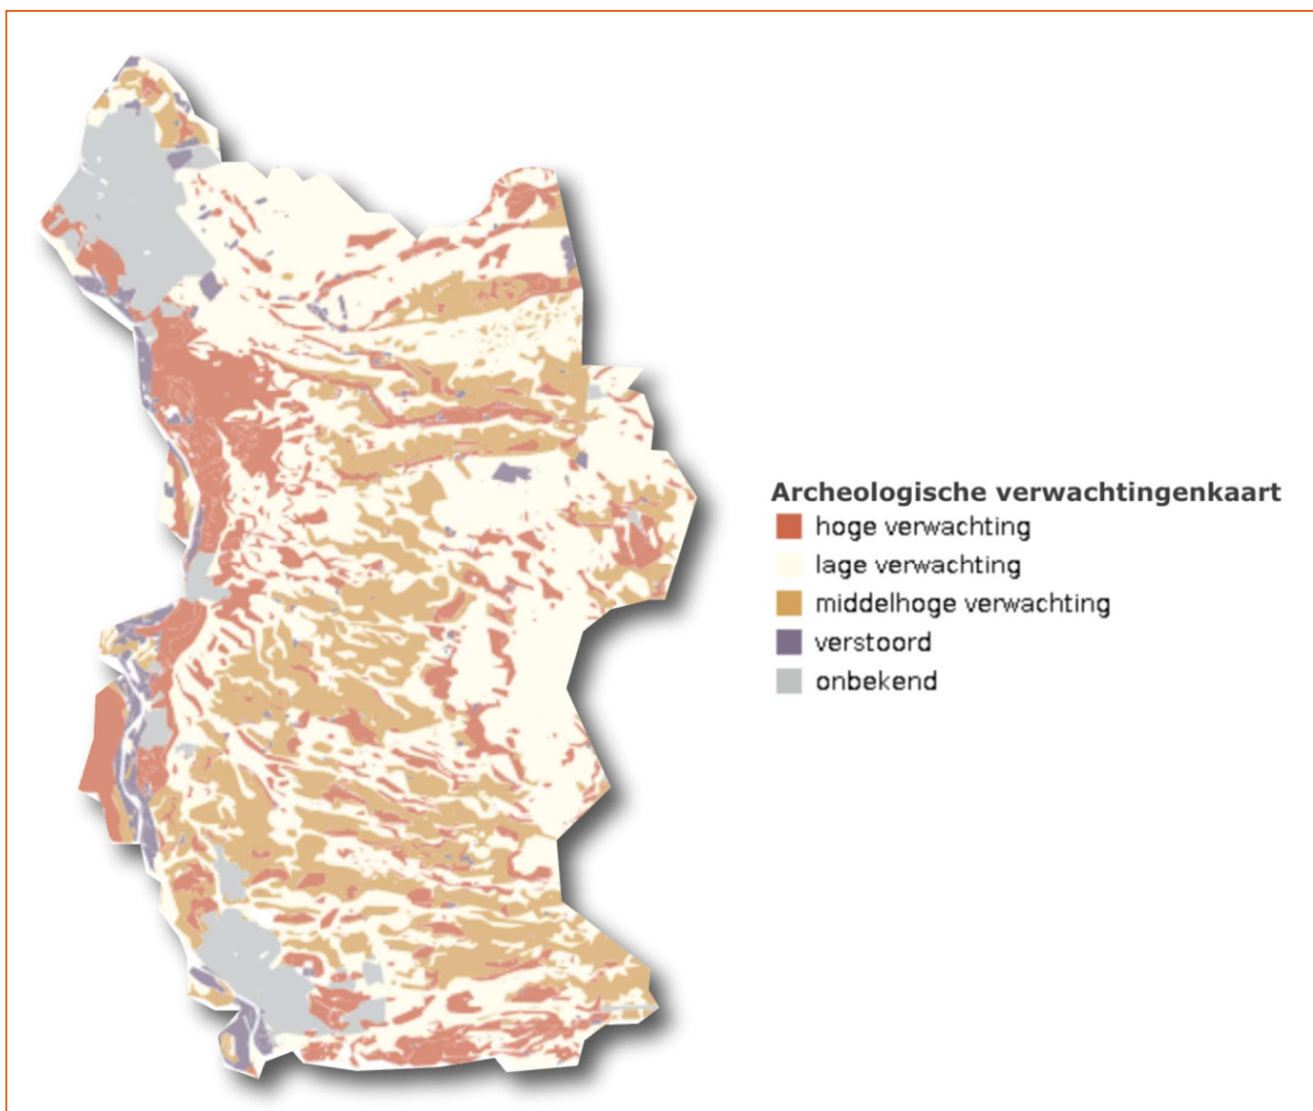 Archeologische verwachtingenkaart
hoge verwachting
lage verwachting
middelhoge verwachting
verstoord
onbekend